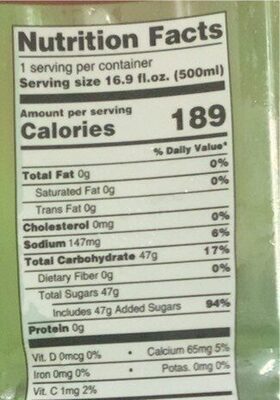 Nutrition Facts
1 serving per container
Serving size 16.9 fl.oz. (500ml)
Amount per serving
Calories 189
% Daily Value*
Total Fat 0g 0%
Saturated Fat 0g 0%
Trans Fat 0g
Cholesterol 0mg 0%
Sodium 147mg 6%
Total Carbohydrate 47g 17%
Dietary Fiber 0g 0%
Total Sugars 47g
Includes 47g Added Sugars 94%
Protein 0g
Vit. D 0mcg 0% • Calcium 65mg 5%
Iron 0mg 0% • Potas. 0mg 0%
Vit. C 1mg 2%